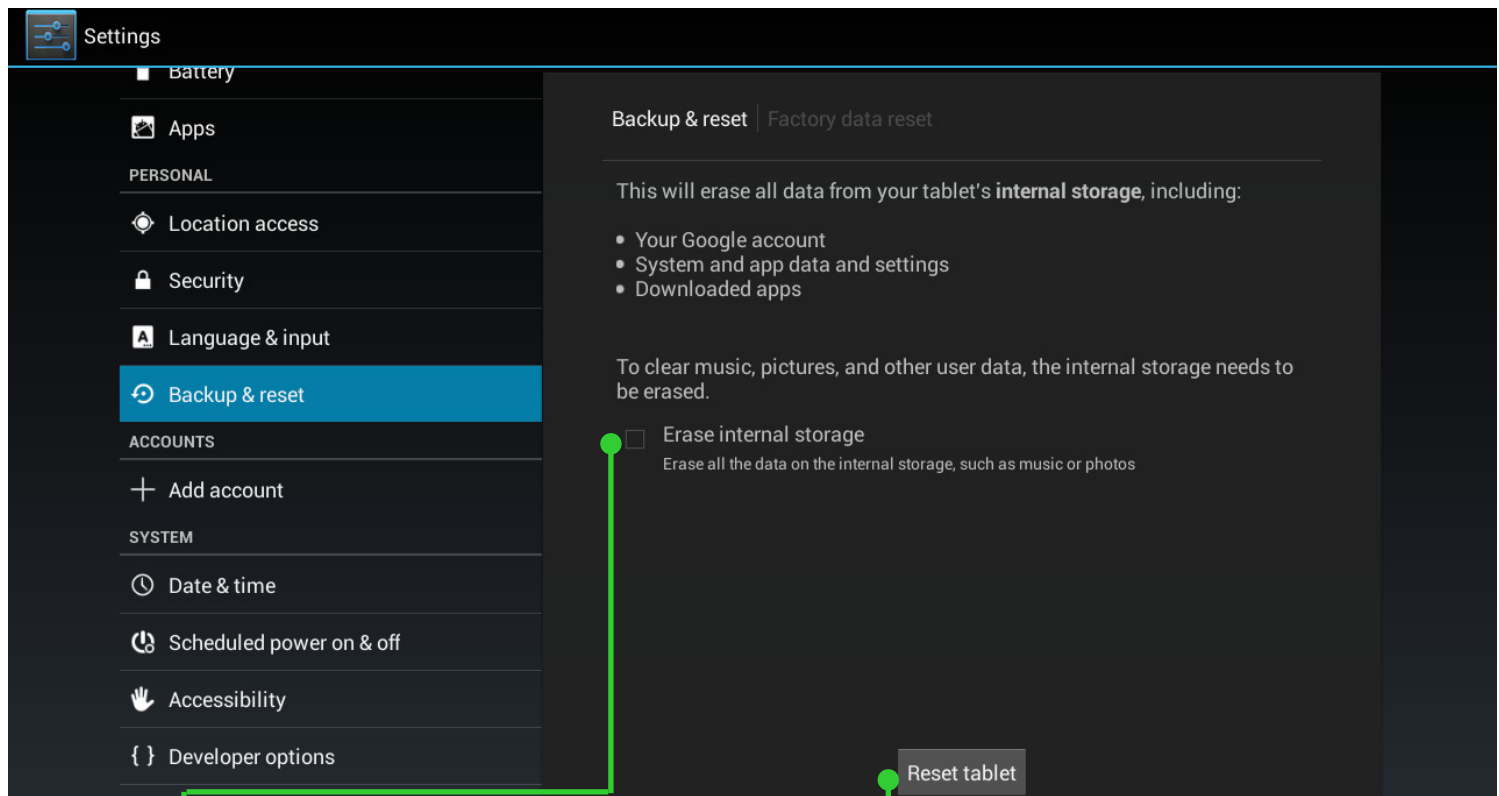 Settings
Battery
Apps
PERSONAL
Location access
Security
Language & input
Backup & reset
ACCOUNTS
Add account
SYSTEM
Date & time
Scheduled power on & off
Accessibility
{ } Developer options
Backup & reset | Factory data reset
This will erase all data from your tablet's internal storage, including:
• Your Google account
• System and app data and settings
• Downloaded apps
To clear music, pictures, and other user data, the internal storage needs to
be erased.
Erase internal storage
Erase all the data on the internal storage, such as music or photos
Reset tablet